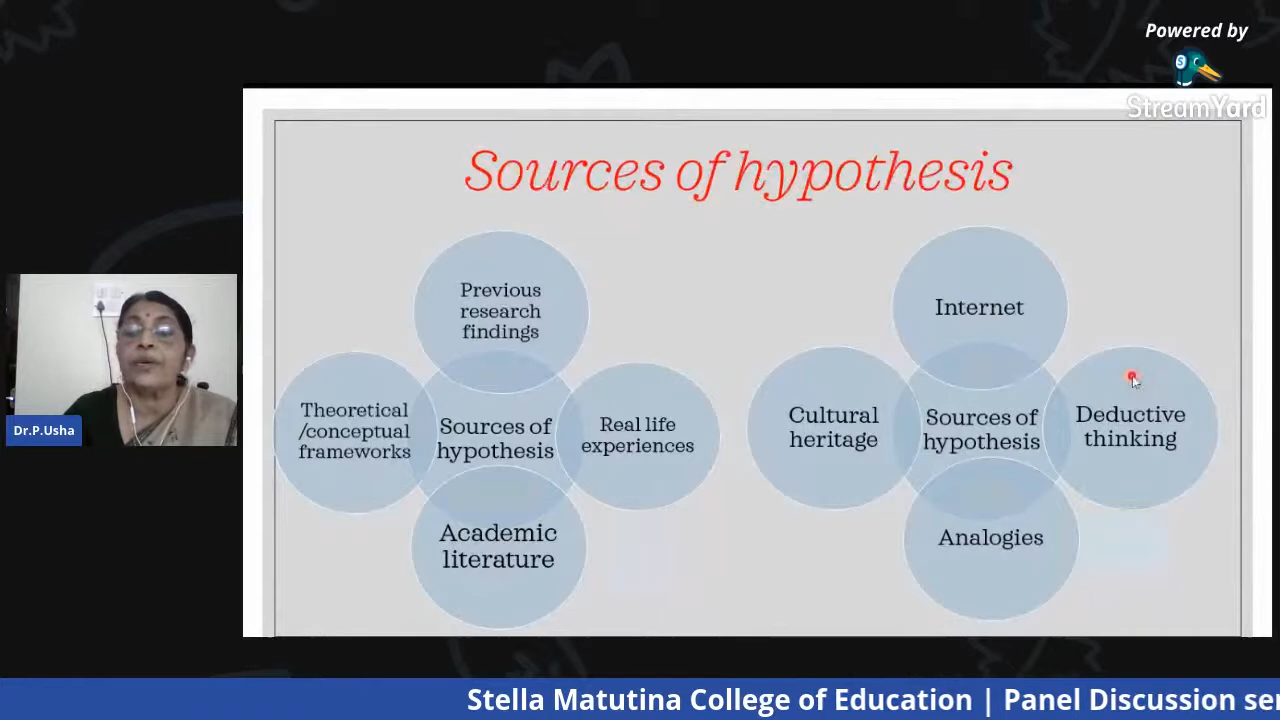 Powered by
StreamYard
Sources of hypothesis
Previous
research
findings
Theoretical
/conceptual
frameworks
Sources of
hypothesis
Real life
experiences
Academic
literature
Internet
Cultural
heritage
Sources of
hypothesis
Deductive
thinking
Analogies
Dr.P.Usha
Stella Matutina College of Education | Panel Discussion se